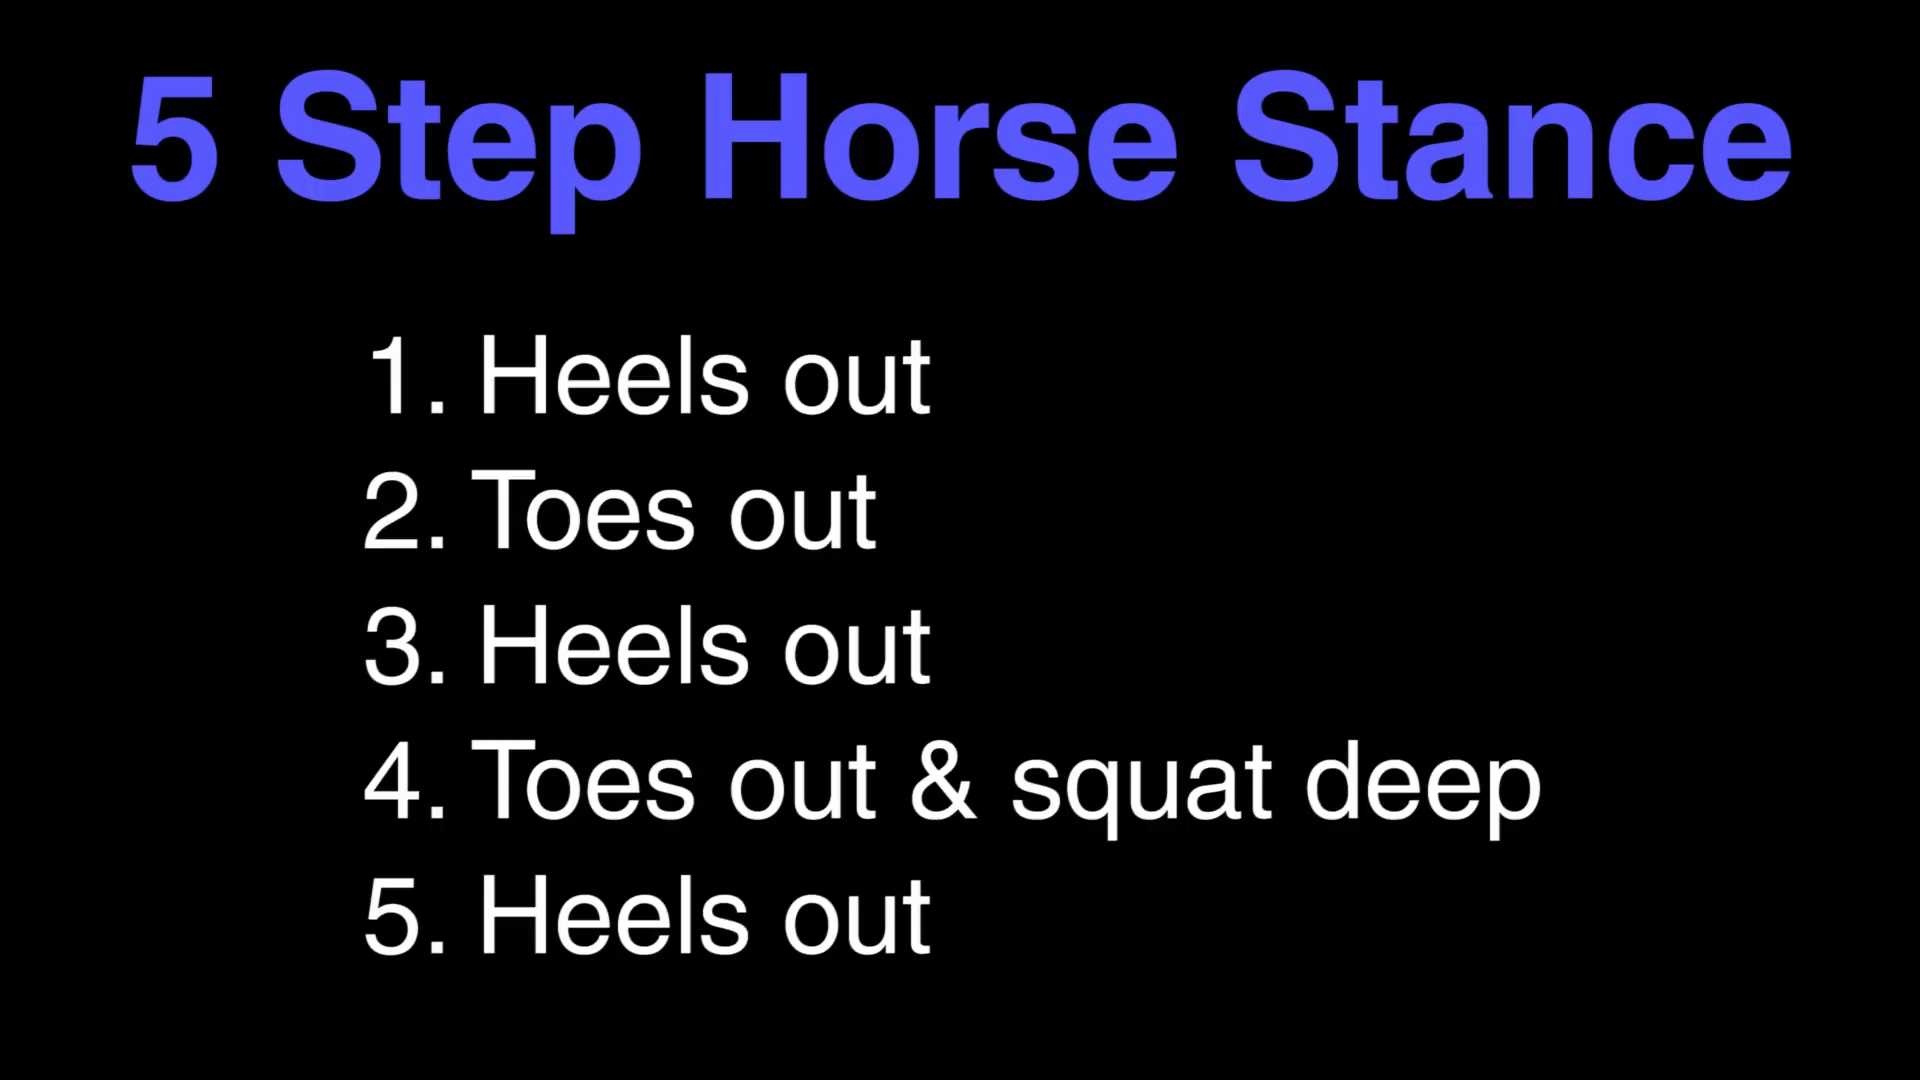 5 Step Horse Stance
1. Heels out
2. Toes out
3. Heels out
4. Toes out & squat deep
5. Heels out